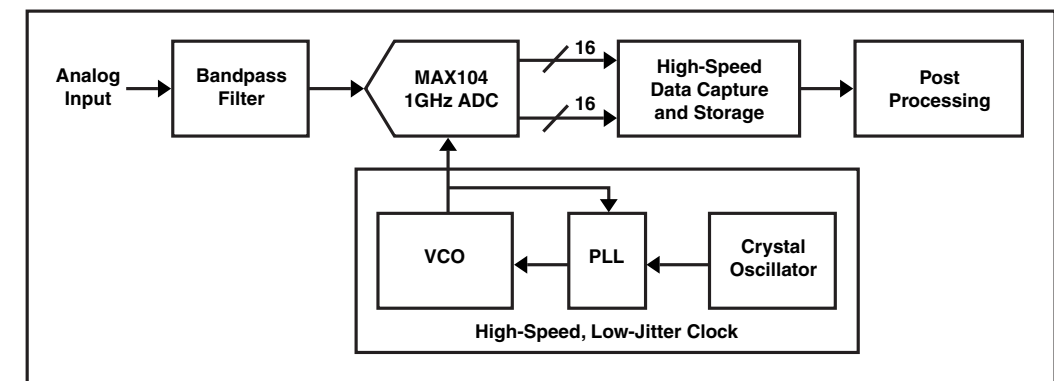 Analog
Input
Bandpass
Filter
MAX104
1GHz ADC
16
16
High-Speed
Data Capture
and Storage
Post
Processing
VCO
PLL
Crystal
Oscillator
High-Speed, Low-Jitter Clock